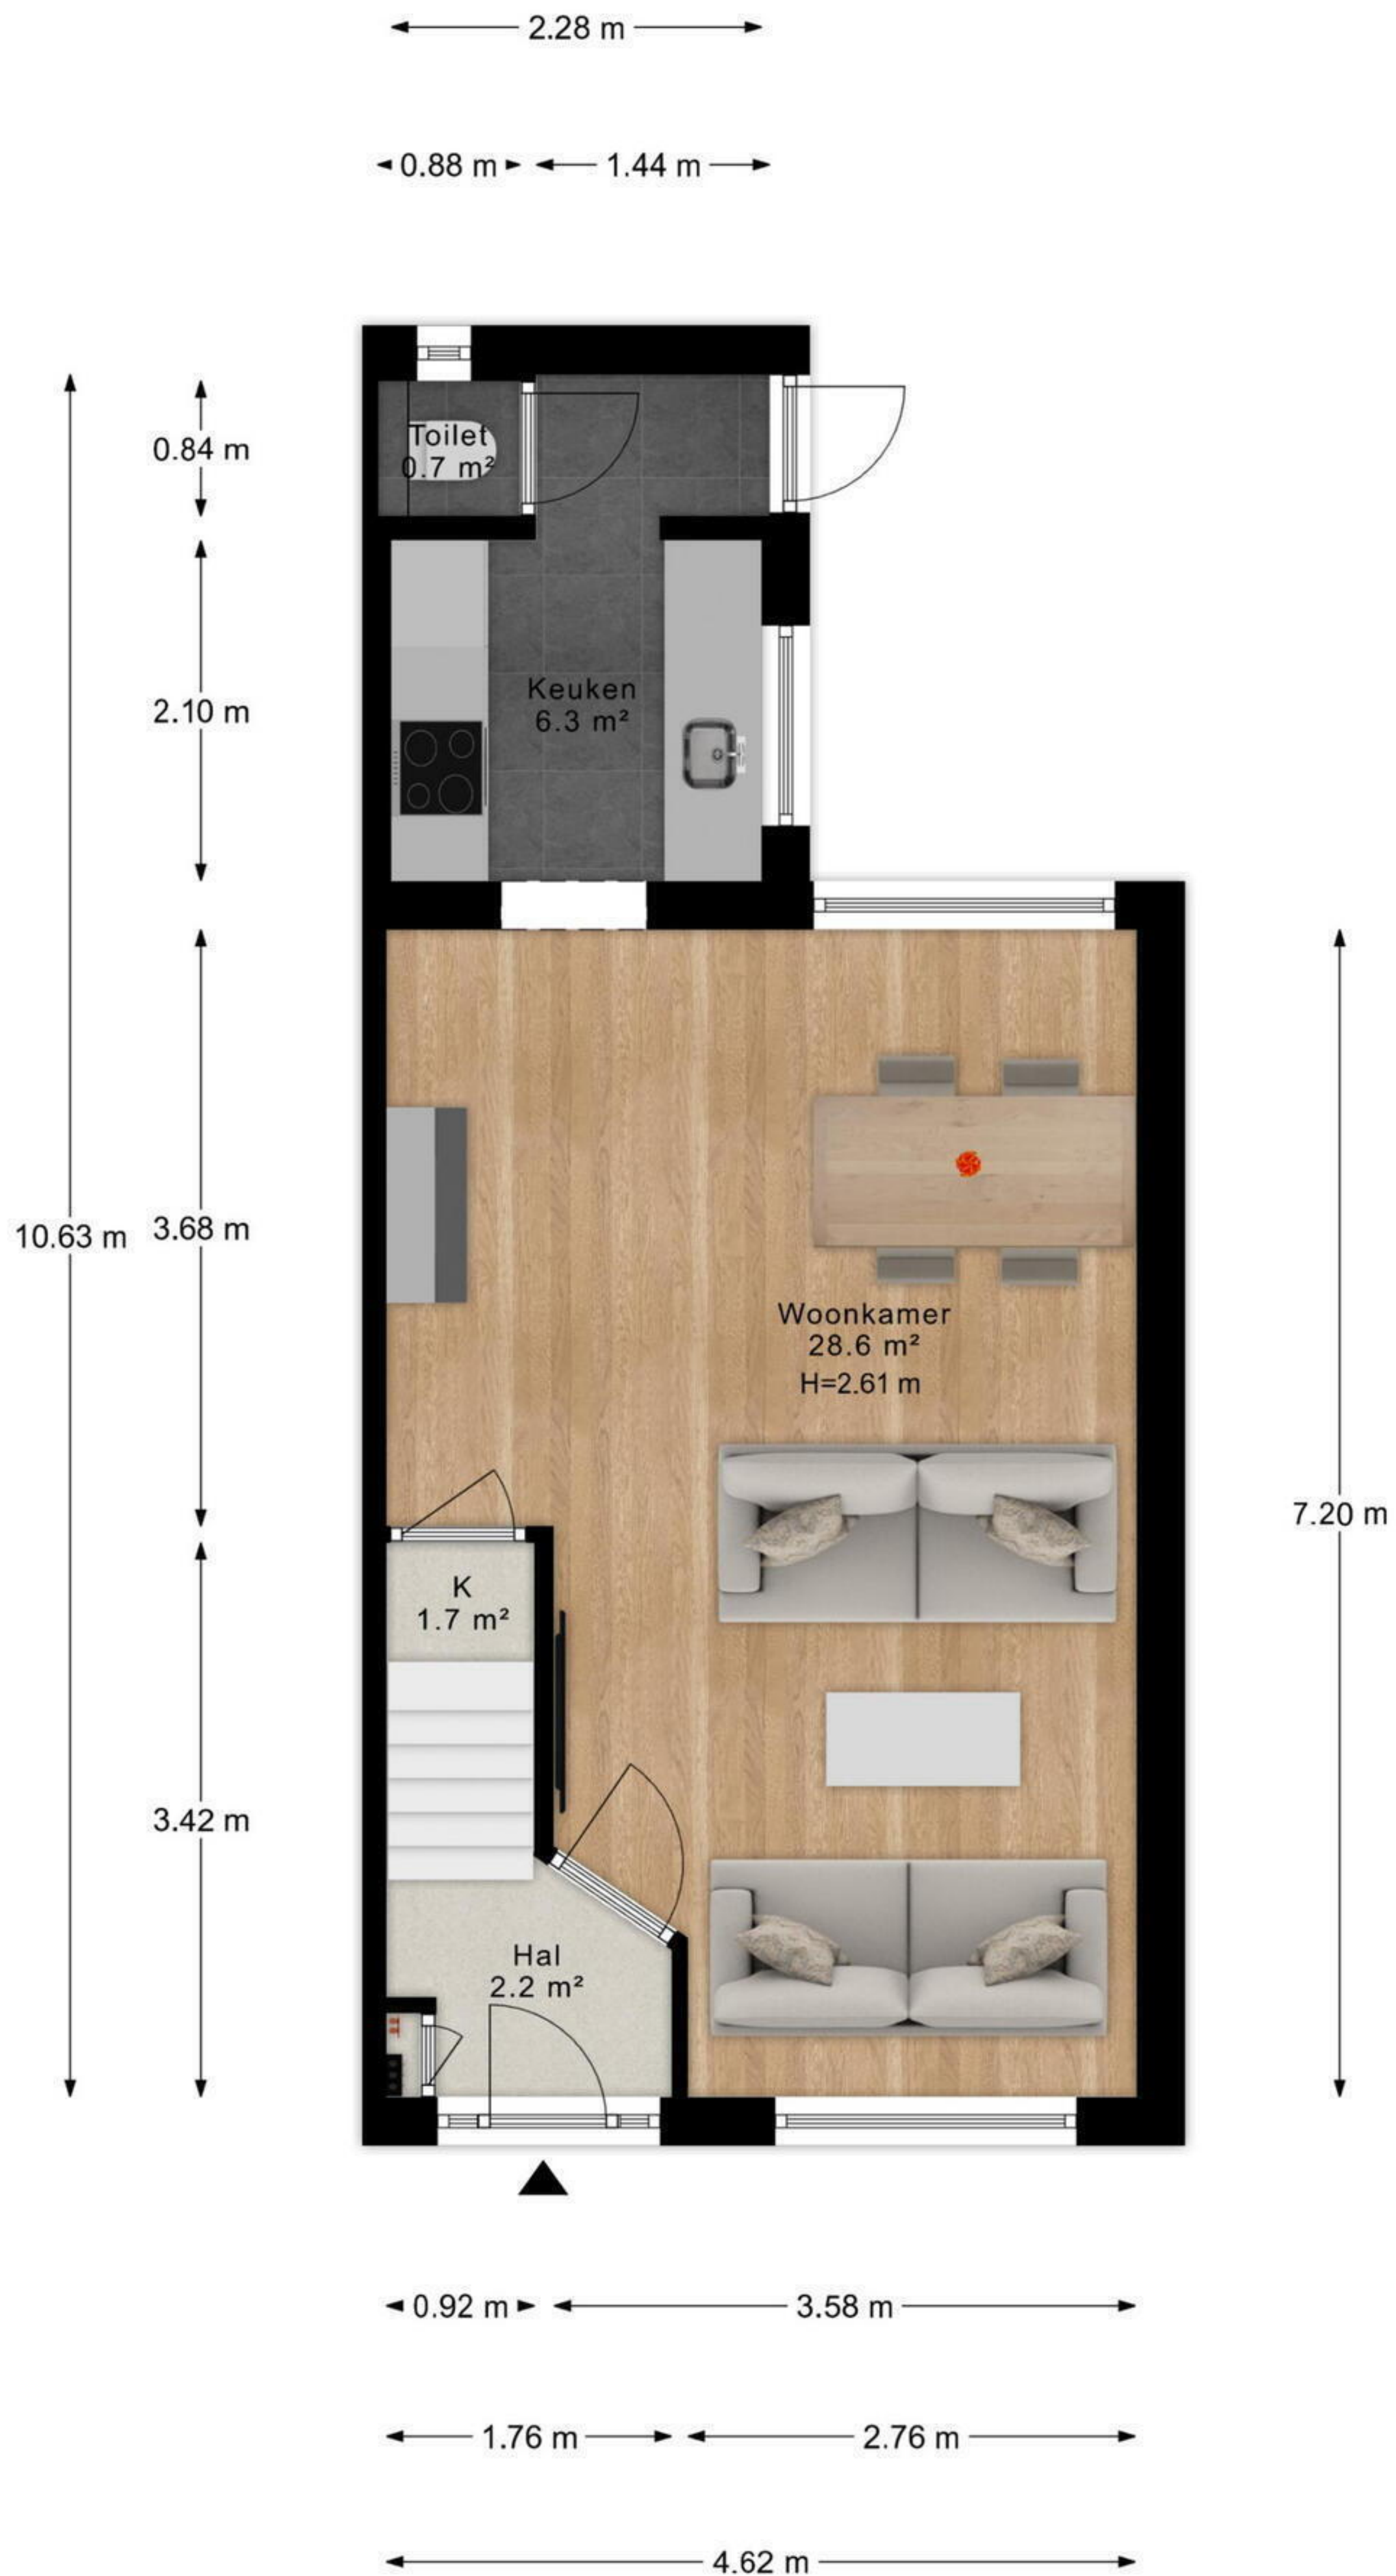 2.28 m
0.88 m
1.44 m
Toilet
0.7 m²
0.84 m
2.10 m
Keuken
6.3 m²
10.63 m
3.68 m
Woonkamer
28.6 m²
H=2.61 m
7.20 m
K
1.7 m²
3.42 m
Hal
2.2 m²
0.92 m
3.58 m
1.76 m
2.76 m
4.62 m